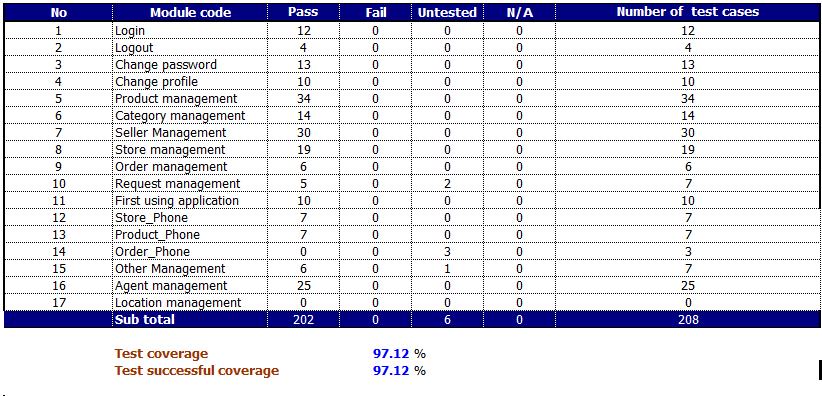 No Module code Pass Fail Untested N/A Number of test cases
1 Login 12 0 0 0 12
2 Logout 4 0 0 0 4
3 Change password 13 0 0 0 13
4 Change profile 10 0 0 0 10
5 Product management 34 0 0 0 34
6 Category management 14 0 0 0 14
7 Seller Management 30 0 0 0 30
8 Store management 19 0 0 0 19
9 Order management 6 0 0 0 6
10 Request management 5 0 2 0 7
11 First using application 10 0 0 0 10
12 Store_Phone 7 0 0 0 7
13 Product_Phone 7 0 0 0 7
14 Order_Phone 0 0 3 0 3
15 Other Management 6 0 1 0 7
16 Agent management 25 0 0 0 25
17 Location management 0 0 0 0 0
Sub total 202 0 6 0 208
Test coverage 97.12 %
Test successful coverage 97.12 %